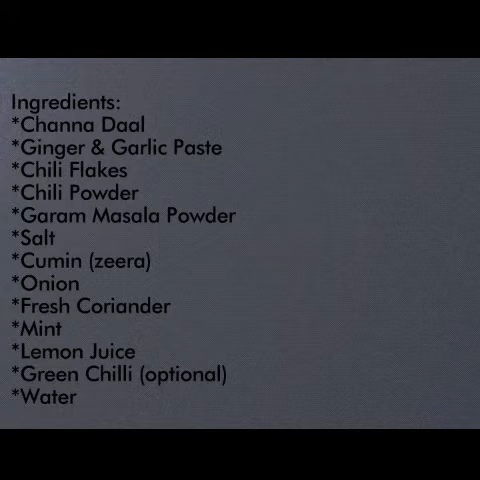 Ingredients:
*Channa Daal
*Ginger & Garlic Paste
*Chili Flakes
*Chili Powder
*Garam Masala Powder
*Salt
*Cumin (zeera)
*Onion
*Fresh Coriander
*Mint
*Lemon Juice
*Green Chilli (optional)
*Water